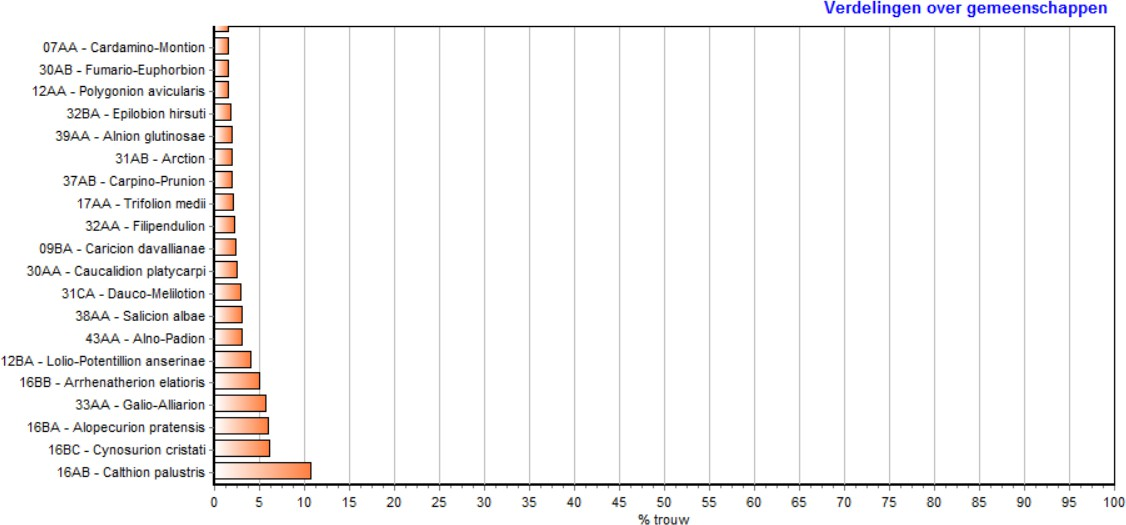 Verdelingen over gemeenschappen
07AA - Cardamino-Montion
30AB - Fumario-Euphorbion
12AA - Polygonion avicularis
32BA - Epilobion hirsuti
39AA - Alnion glutinosae
31AB - Arction
37AB - Carpino-Prunion
17AA - Trifolion medii
32AA - Filipendulion
09BA - Caricion davallianae
30AA - Caucalidion platycarpi
31CA - Dauco-Melilotion
38AA - Salicion albae
43AA - Alno-Padion
12BA - Lolio-Potentillion anserinae
16BB - Arrhenatherion elatioris
33AA - Galio-Alliarion
16BA - Alopecurion pratensis
16BC - Cynosurion cristati
16AB - Calthion palustris
0 5 10 15 20 25 30 35 40 45 50 55 60 65 70 75 80 85 90 95 100
% trouw